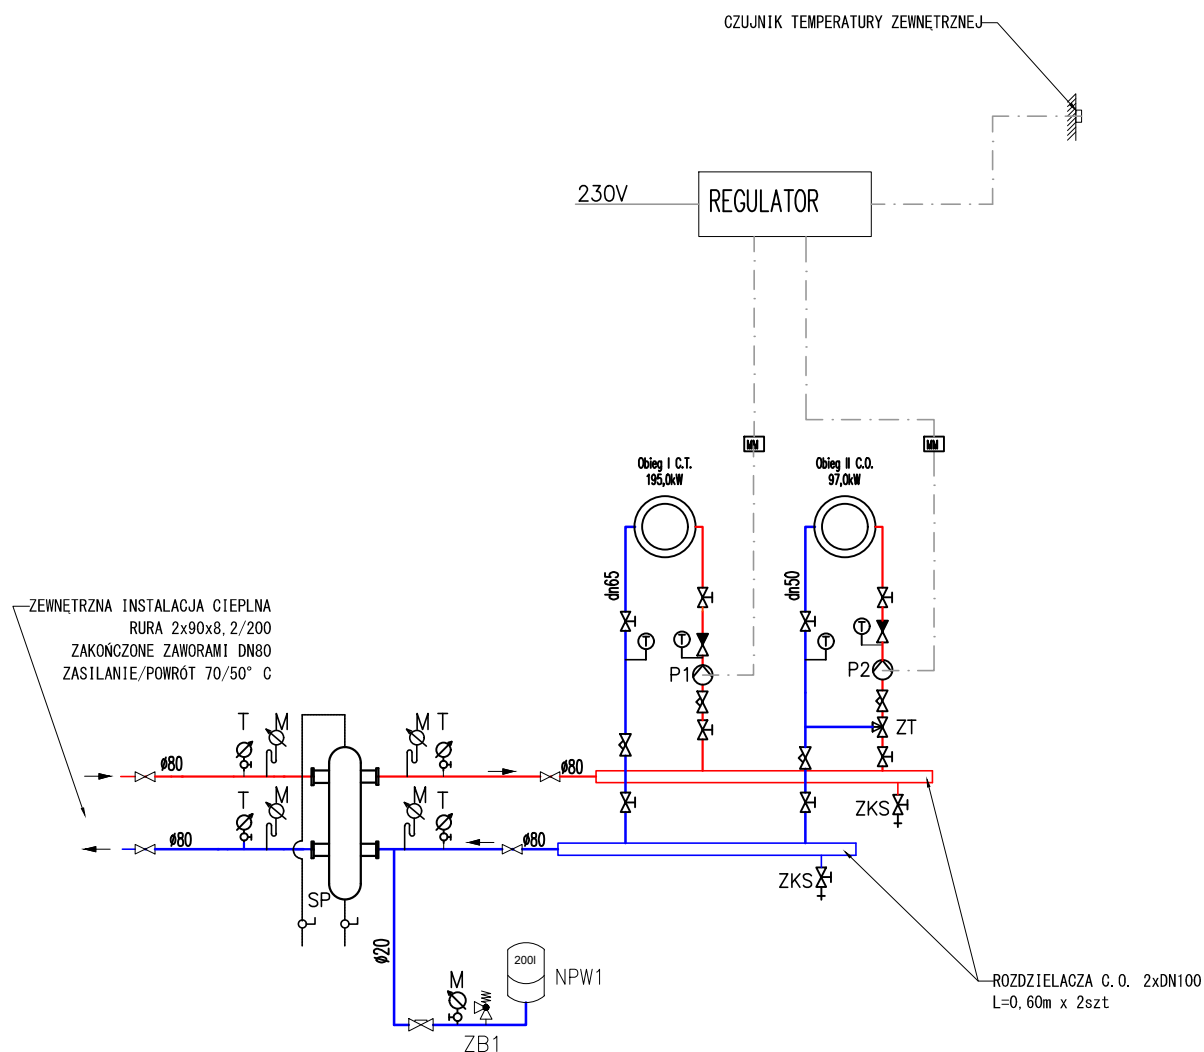 CZUJNIK TEMPERATURY ZEWNĘTRZNEJ
230V
REGULATOR
MM
MM
Obieg I C.T.
195,0kW
Obieg II C.O.
97,0kW
dn65
dn50
T
T
T
T
P1
P2
ZT
ZEWNĘTRZNA INSTALACJA CIEPLNA
RURA 2x90x8,2/200
ZAKOŃCZONE ZAWORAMI DN80
ZASILANIE/POWRÓT 70/50° C
T
M
M
T
ø80
ø80
T
M
M
T
ø80
ø80
ZKS
ZKS
SP
ø20
200l
NPW1
M
ZB1
ROZDZIELACZA C.O. 2xDN100
L=0,60m x 2szt